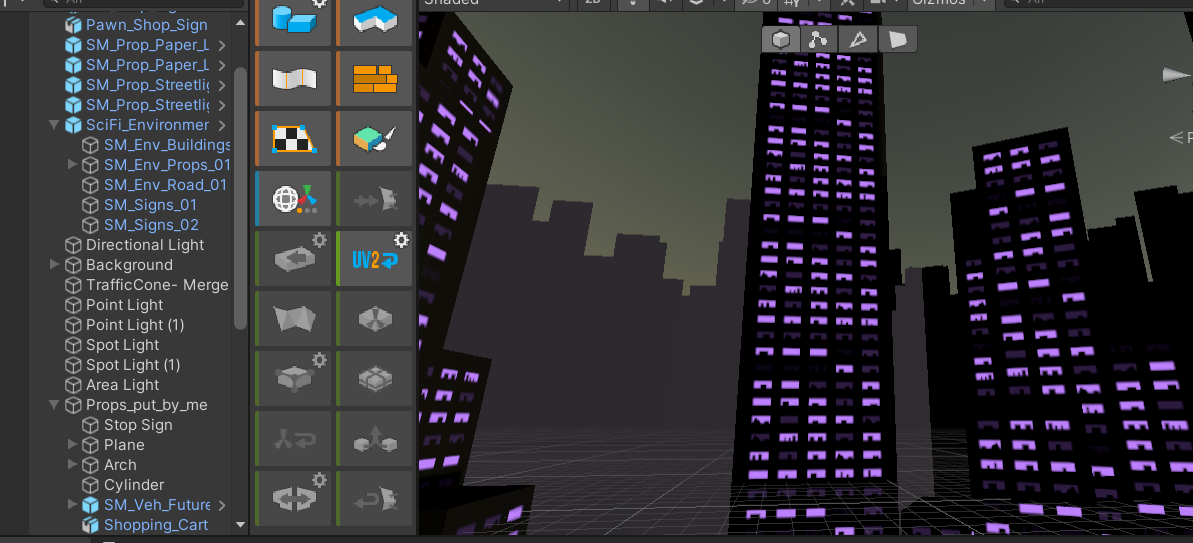 Shaded
2D
Gizmos
All
Pawn_Shop_Sign
SM_Prop_Paper_L
SM_Prop_Paper_L
SM_Prop_Streetlig
SM_Prop_Streetlig
SciFi_Environmer
SM_Env_Buildings
SM_Env_Props_01
SM_Env_Road_01
SM_Signs_01
SM_Signs_02
Directional Light
Background
TrafficCone- Merge
Point Light
Point Light (1)
Spot Light
Spot Light (1)
Area Light
Props_put_by_me
Stop Sign
Plane
Arch
Cylinder
SM_Veh_Future
Shopping_Cart
UV2